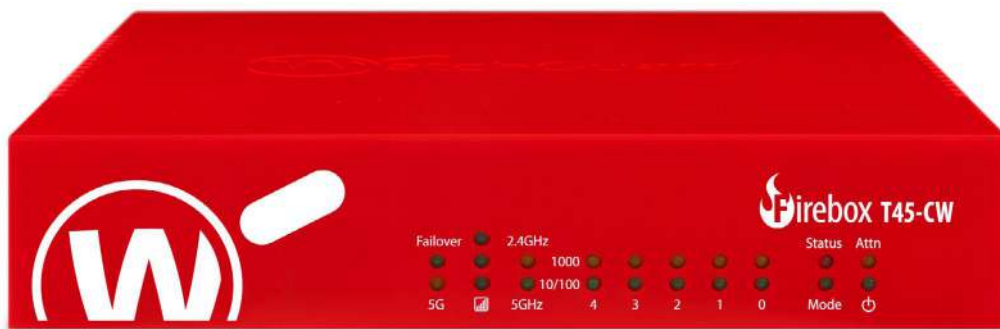 WatchGuard
W
Firebox T45-CW
Failover 2.4GHz Status Attn
1000
10/100
5G 5GHz 4 3 2 1 0 Mode